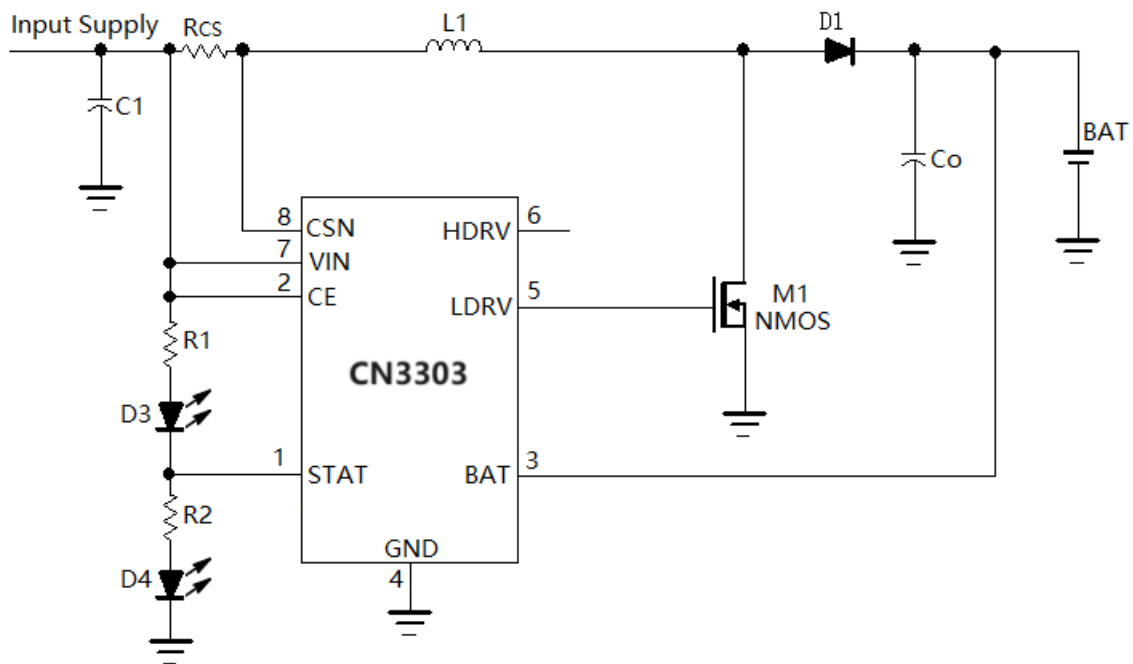 Input Supply
RCS
L1
D1
C1
Co
BAT
8
CSN
HDRV
6
7
VIN
2
CE
LDRV
5
M1
NMOS
R1
CN3303
D3
1
STAT
BAT
3
R2
GND
4
D4